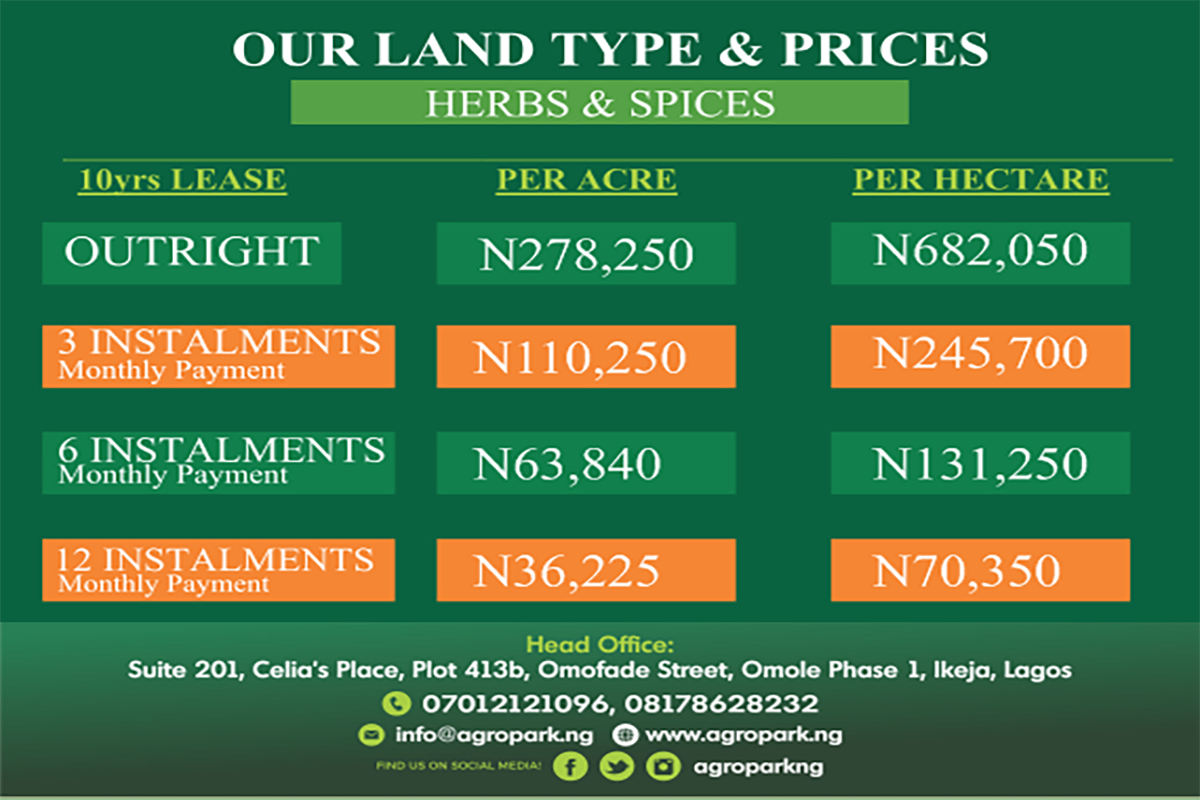 OUR LAND TYPE & PRICES
HERBS & SPICES
10yrs LEASE PER ACRE PER HECTARE
OUTRIGHT N278,250 N682,050
3 INSTALMENTS
Monthly Payment
N110,250 N245,700
6 INSTALMENTS
Monthly Payment
N63,840 N131,250
12 INSTALMENTS
Monthly Payment
N36,225 N70,350
Head Office:
Suite 201, Celia's Place, Plot 413b, Omofade Street, Omole Phase 1, Ikeja, Lagos
07012121096, 08178628232
info@agropark.ng www.agropark.ng
FIND US ON SOCIAL MEDIA! agroparkng